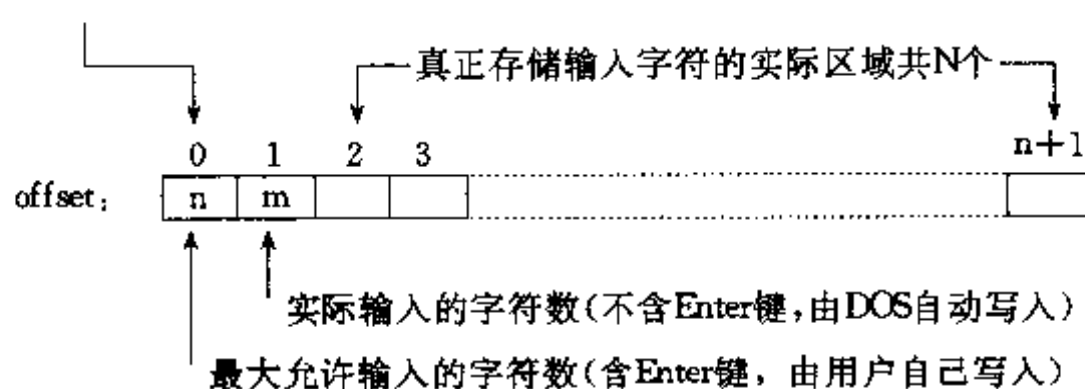 真正存储输入字符的实际区域共N个
0 1 2 3 n+1
offset: n m
实际输入的字符数(不含Enter键,由DOS自动写入)
最大允许输入的字符数(含Enter键,由用户自己写入)